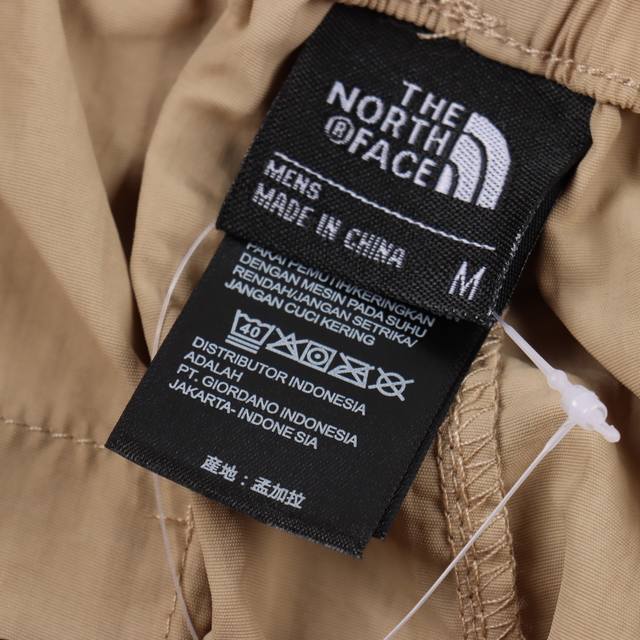 THE
NORTH
® FACE
MENS
MADE IN CHINA
M
PAKAI PEMUTIH/KERINGKAN
DENGAN MESIN PADA SUHU
RENDAH/JANGAN SETRIKA/
JANGAN CUCI KERING
40
DISTRIBUTOR INDONESIA
ADALAH
PT. GIORDANO INDONESIA
JAKARTA- INDONE SIA
産地：孟加拉